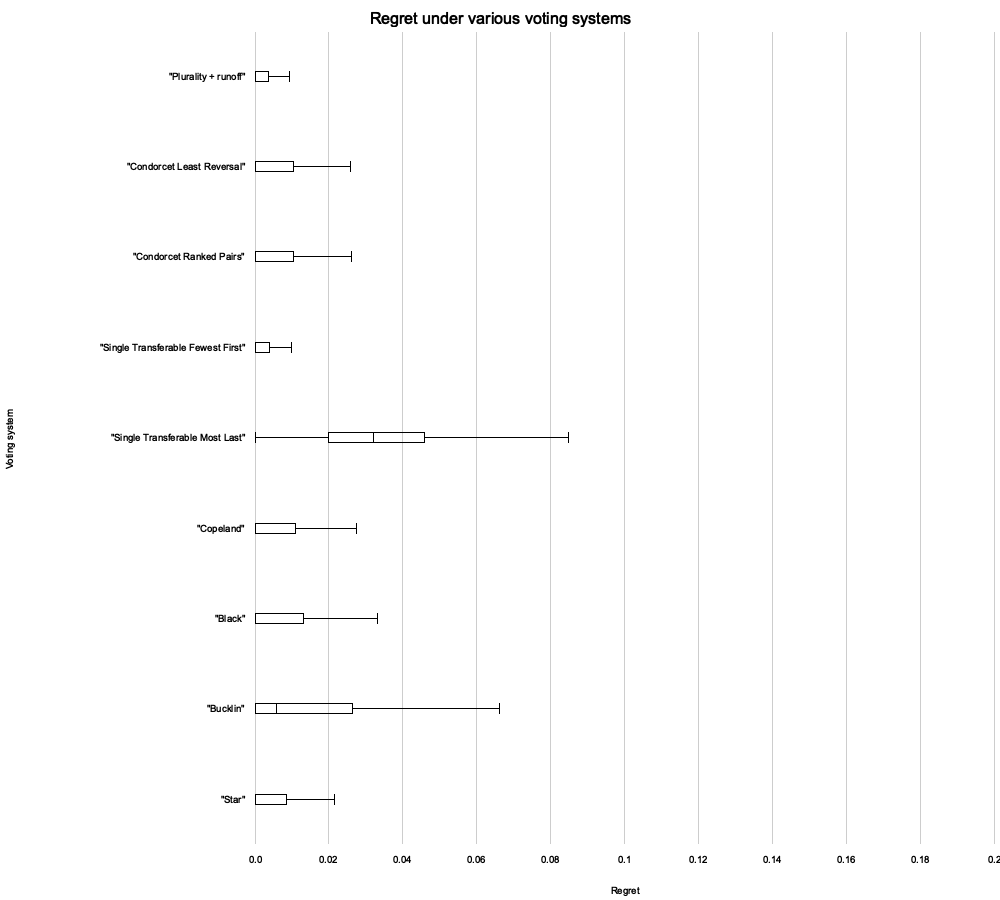 Regret under various voting systems
"Plurality + runoff"
"Condorcet Least Reversal"
"Condorcet Ranked Pairs"
"Single Transferable Fewest First"
Voting system
"Single Transferable Most Last"
"Copeland"
"Black"
"Bucklin"
"Star"
0.0 0.02 0.04 0.06 0.08 0.1 0.12 0.14 0.16 0.18 0.2
Regret